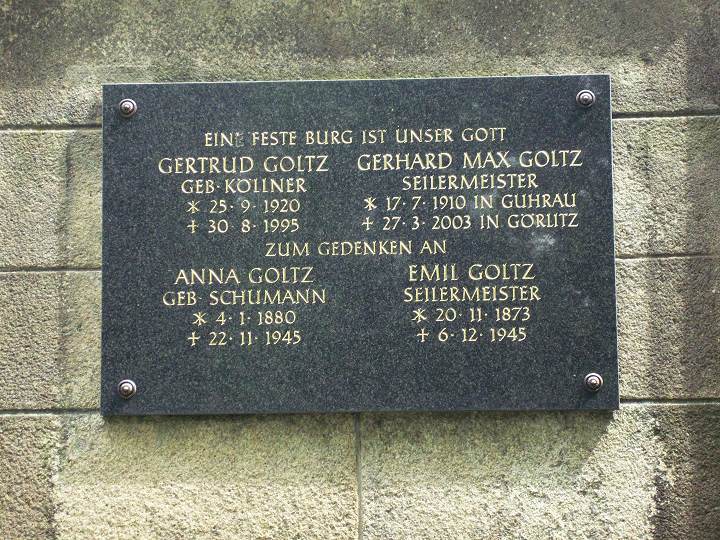 EINE FESTE BURG IST UNSER GOTT
GERTRUD GOLTZ
GEB· KÖLLNER
* 25· 9· 1920
+ 30· 8· 1995
GERHARD MAX GOLTZ
SEILERMEISTER
* 17· 7· 1910 IN GUHRAU
+ 27· 3· 2003 IN GÖRLITZ
ZUM GEDENKEN AN
ANNA GOLTZ
GEB· SCHUMANN
* 4· 1· 1880
+ 22· 11· 1945
EMIL GOLTZ
SEILERMEISTER
* 20· 11· 1873
+ 6· 12· 1945